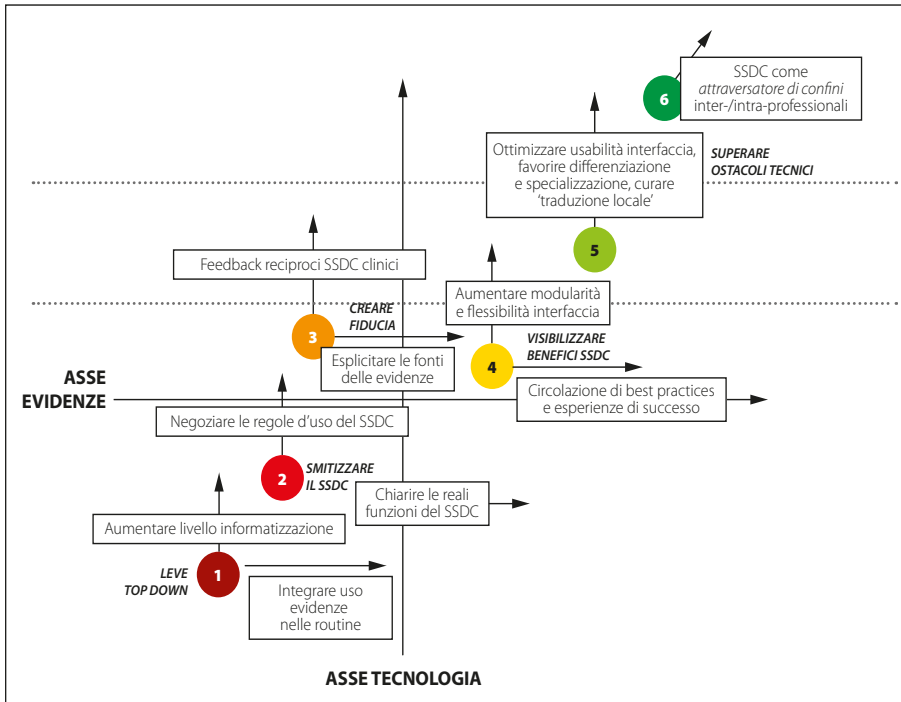 6
SSDC come
attraversatore di confini
inter-/intra-professionali
Ottimizzare usabilità interfaccia,
favorire differenziazione
e specializzazione, curare
‘traduzione locale’
SUPERARE
OSTACOLI TECNICI
5
Feedback reciproci SSDC clinici
Aumentare modularità
e flessibilità interfaccia
CREARE
FIDUCIA
3
Esplicitare le fonti
delle evidenze
VISIBILIZZARE
BENEFICI SSDC
4
ASSE
EVIDENZE
Circolazione di best practices
e esperienze di successo
Negoziare le regole d’uso del SSDC
2
SMITIZZARE
IL SSDC
Chiarire le reali
funzioni del SSDC
Aumentare livello informatizzazione
LEVE
TOP DOWN
1
Integrare uso
evidenze
nelle routine
ASSE TECNOLOGIA